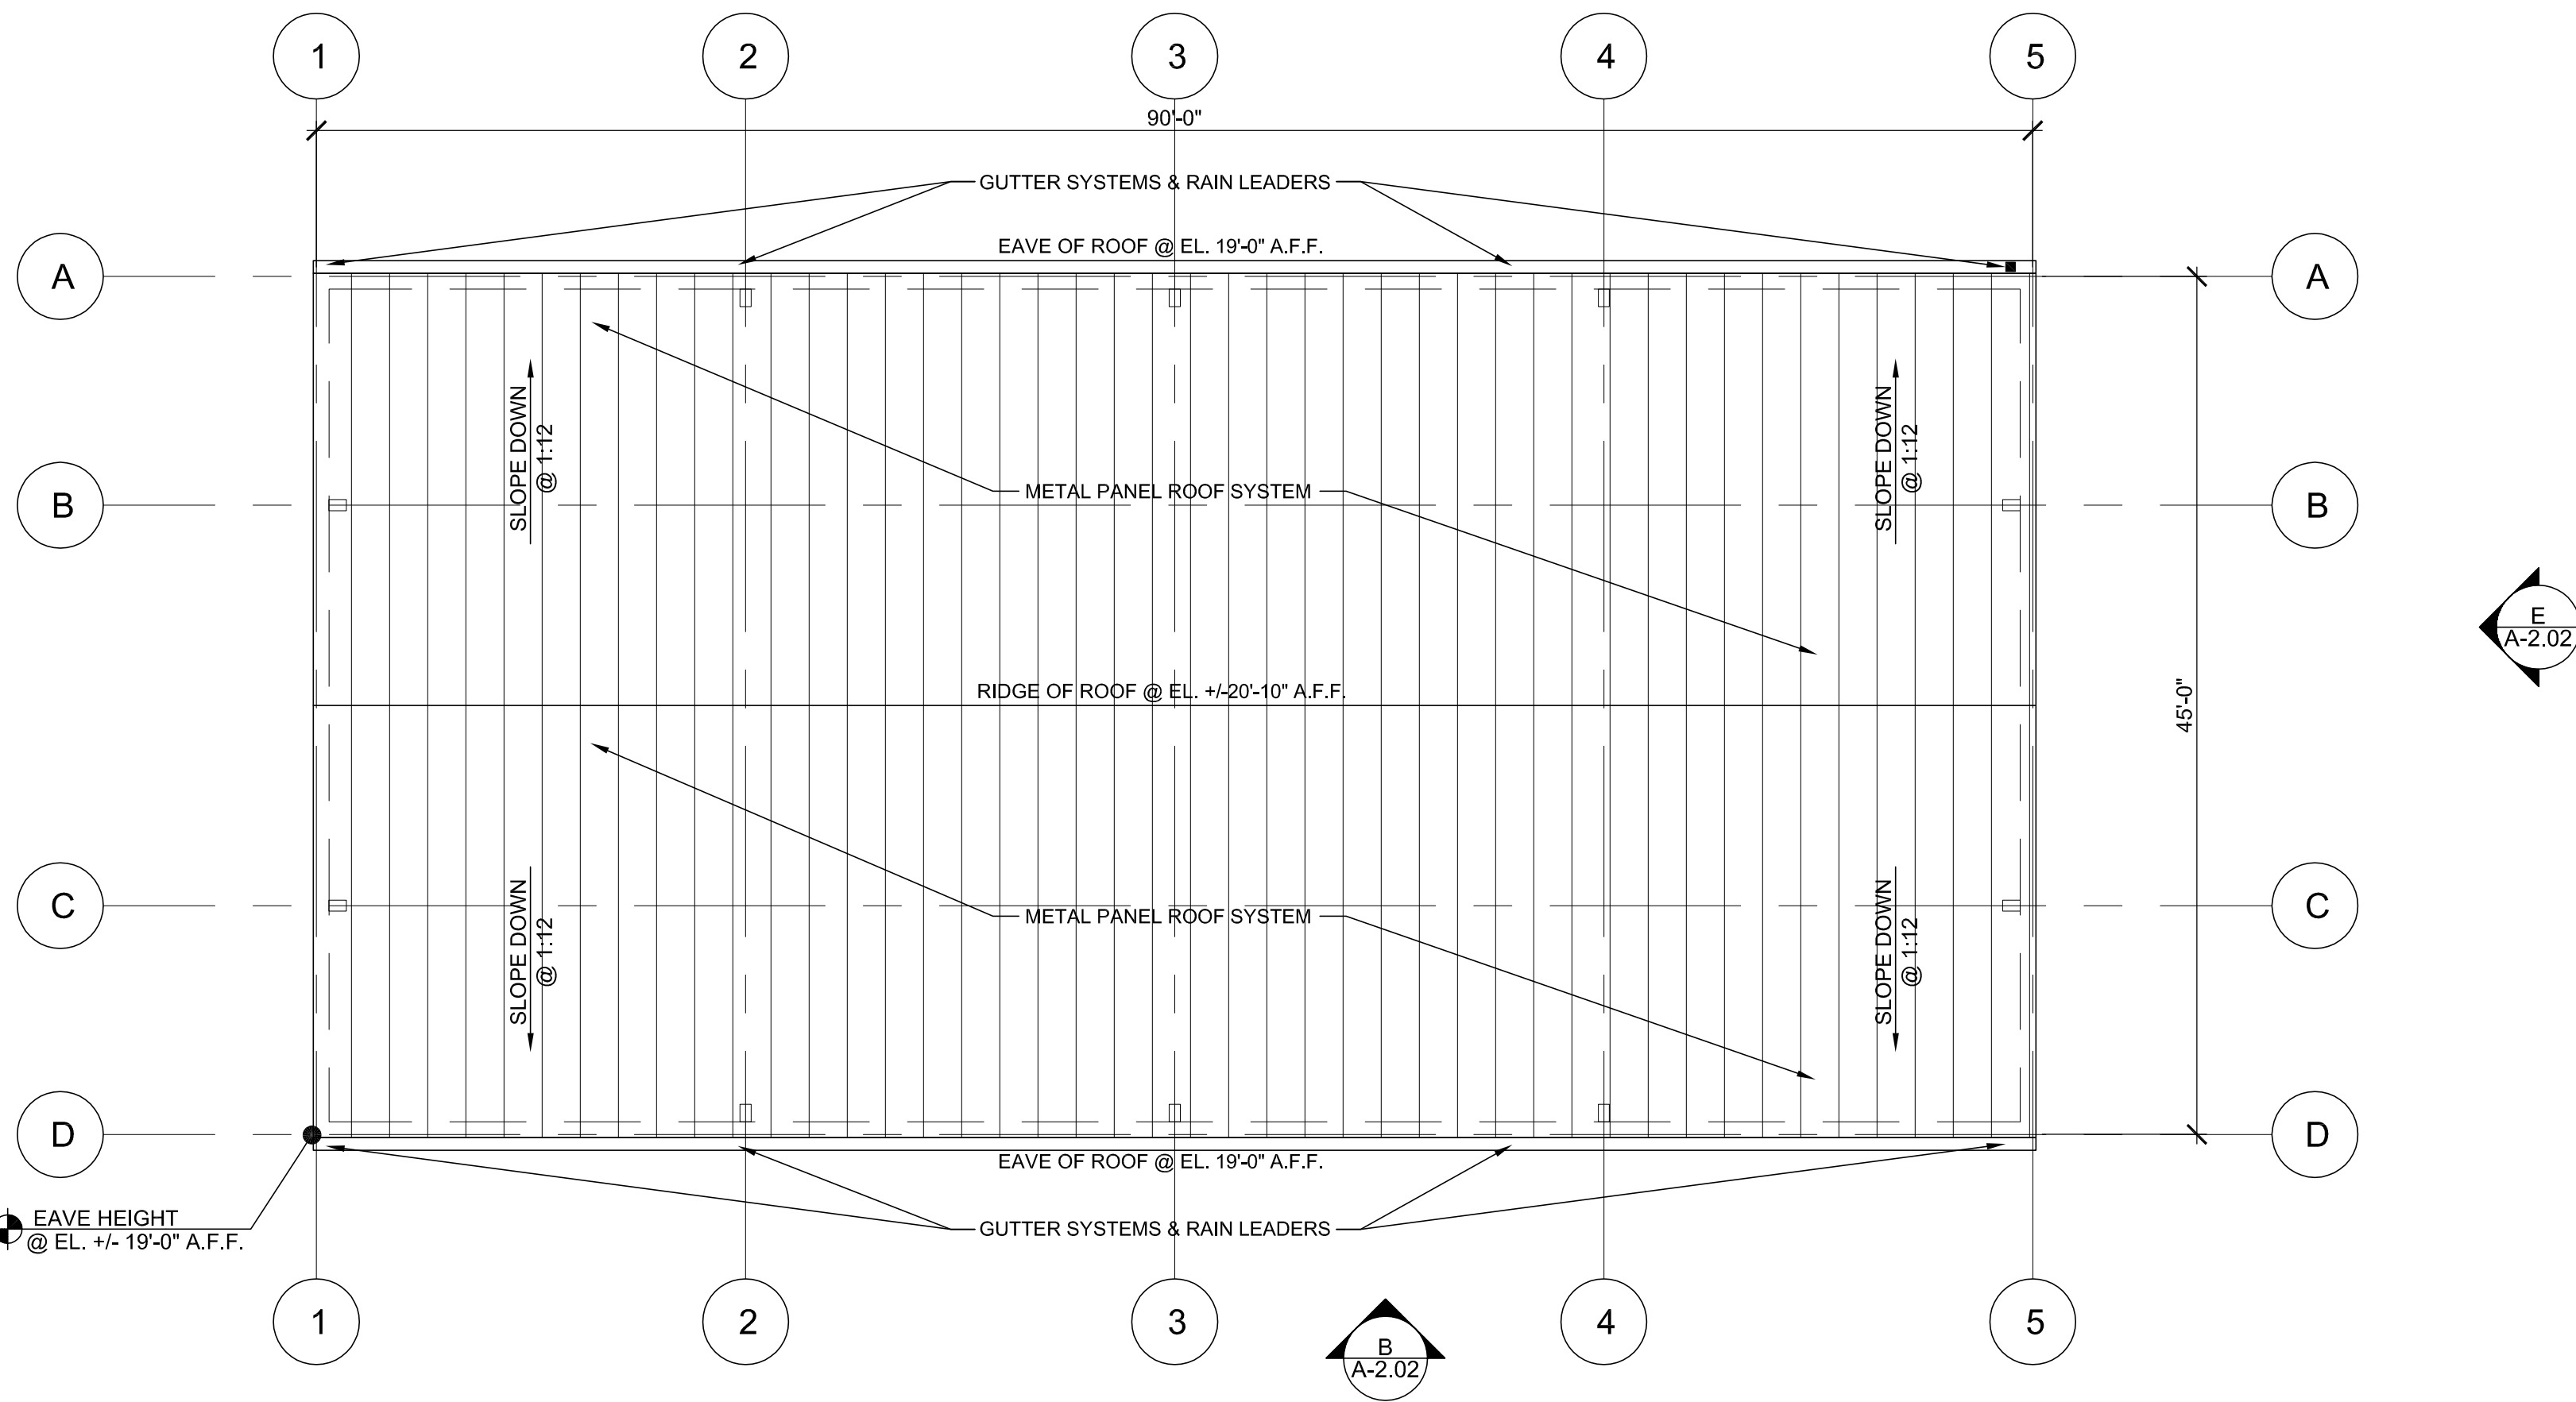 1 2 3 4 5
90'-0"
GUTTER SYSTEMS & RAIN LEADERS
EAVE OF ROOF @ EL. 19'-0" A.F.F.
A A
SLOPE DOWN
@ 1:12
SLOPE DOWN
@ 1:12
METAL PANEL ROOF SYSTEM
B B
E
A-2.02
RIDGE OF ROOF @ EL. +/-20'-10" A.F.F.
45'-0"
SLOPE DOWN
@ 1:12
SLOPE DOWN
@ 1:12
METAL PANEL ROOF SYSTEM
C C
D D
EAVE OF ROOF @ EL. 19'-0" A.F.F.
EAVE HEIGHT
@ EL. +/- 19'-0" A.F.F.
GUTTER SYSTEMS & RAIN LEADERS
1 2 3 4 5
B
A-2.02